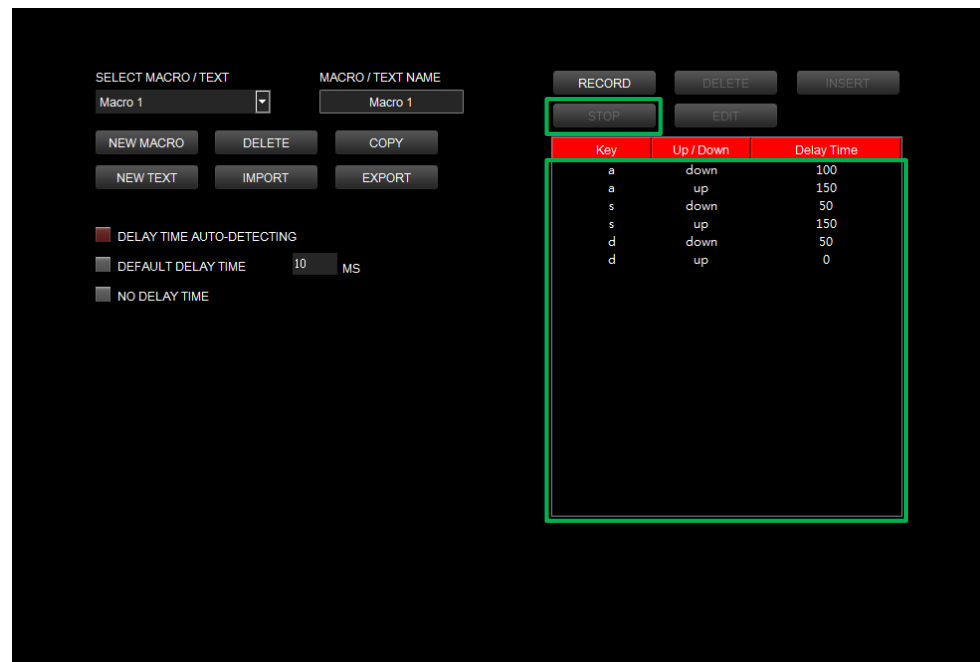 SELECT MACRO / TEXT
MACRO / TEXT NAME
Macro 1
Macro 1
NEW MACRO
DELETE
COPY
NEW TEXT
IMPORT
EXPORT
DELAY TIME AUTO-DETECTING
DEFAULT DELAY TIME 10 MS
NO DELAY TIME
RECORD
DELETE
INSERT
STOP
EDIT
Key Up / Down Delay Time
a down 100
a up 150
s down 50
s up 150
d down 50
d up 0